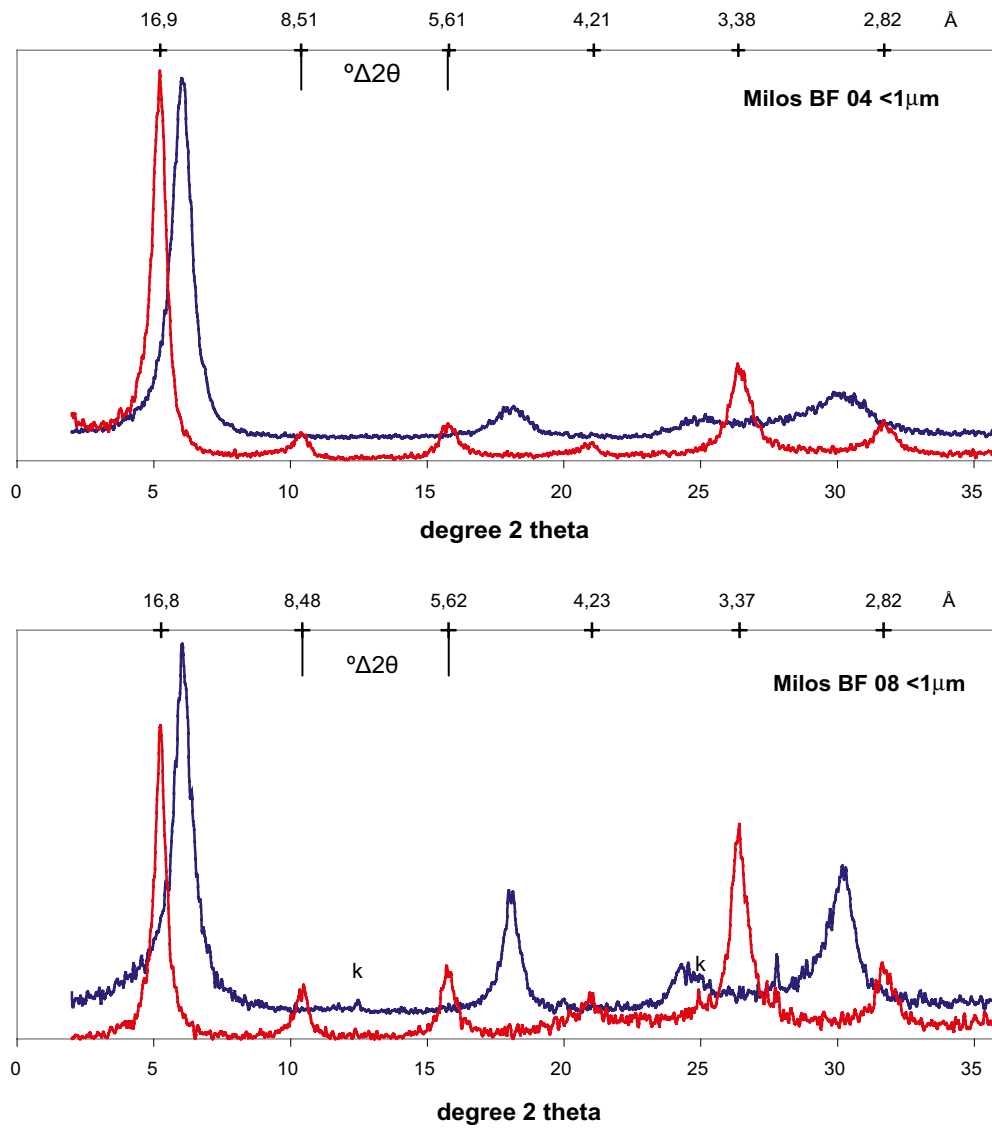 16,9 8,51 5,61 4,21 3,38 2,82 Å
ºΔ2θ
Milos BF 04 <1μm
0 5 10 15 20 25 30 35
degree 2 theta
16,8 8,48 5,62 4,23 3,37 2,82 Å
ºΔ2θ
Milos BF 08 <1μm
k k
0 5 10 15 20 25 30 35
degree 2 theta